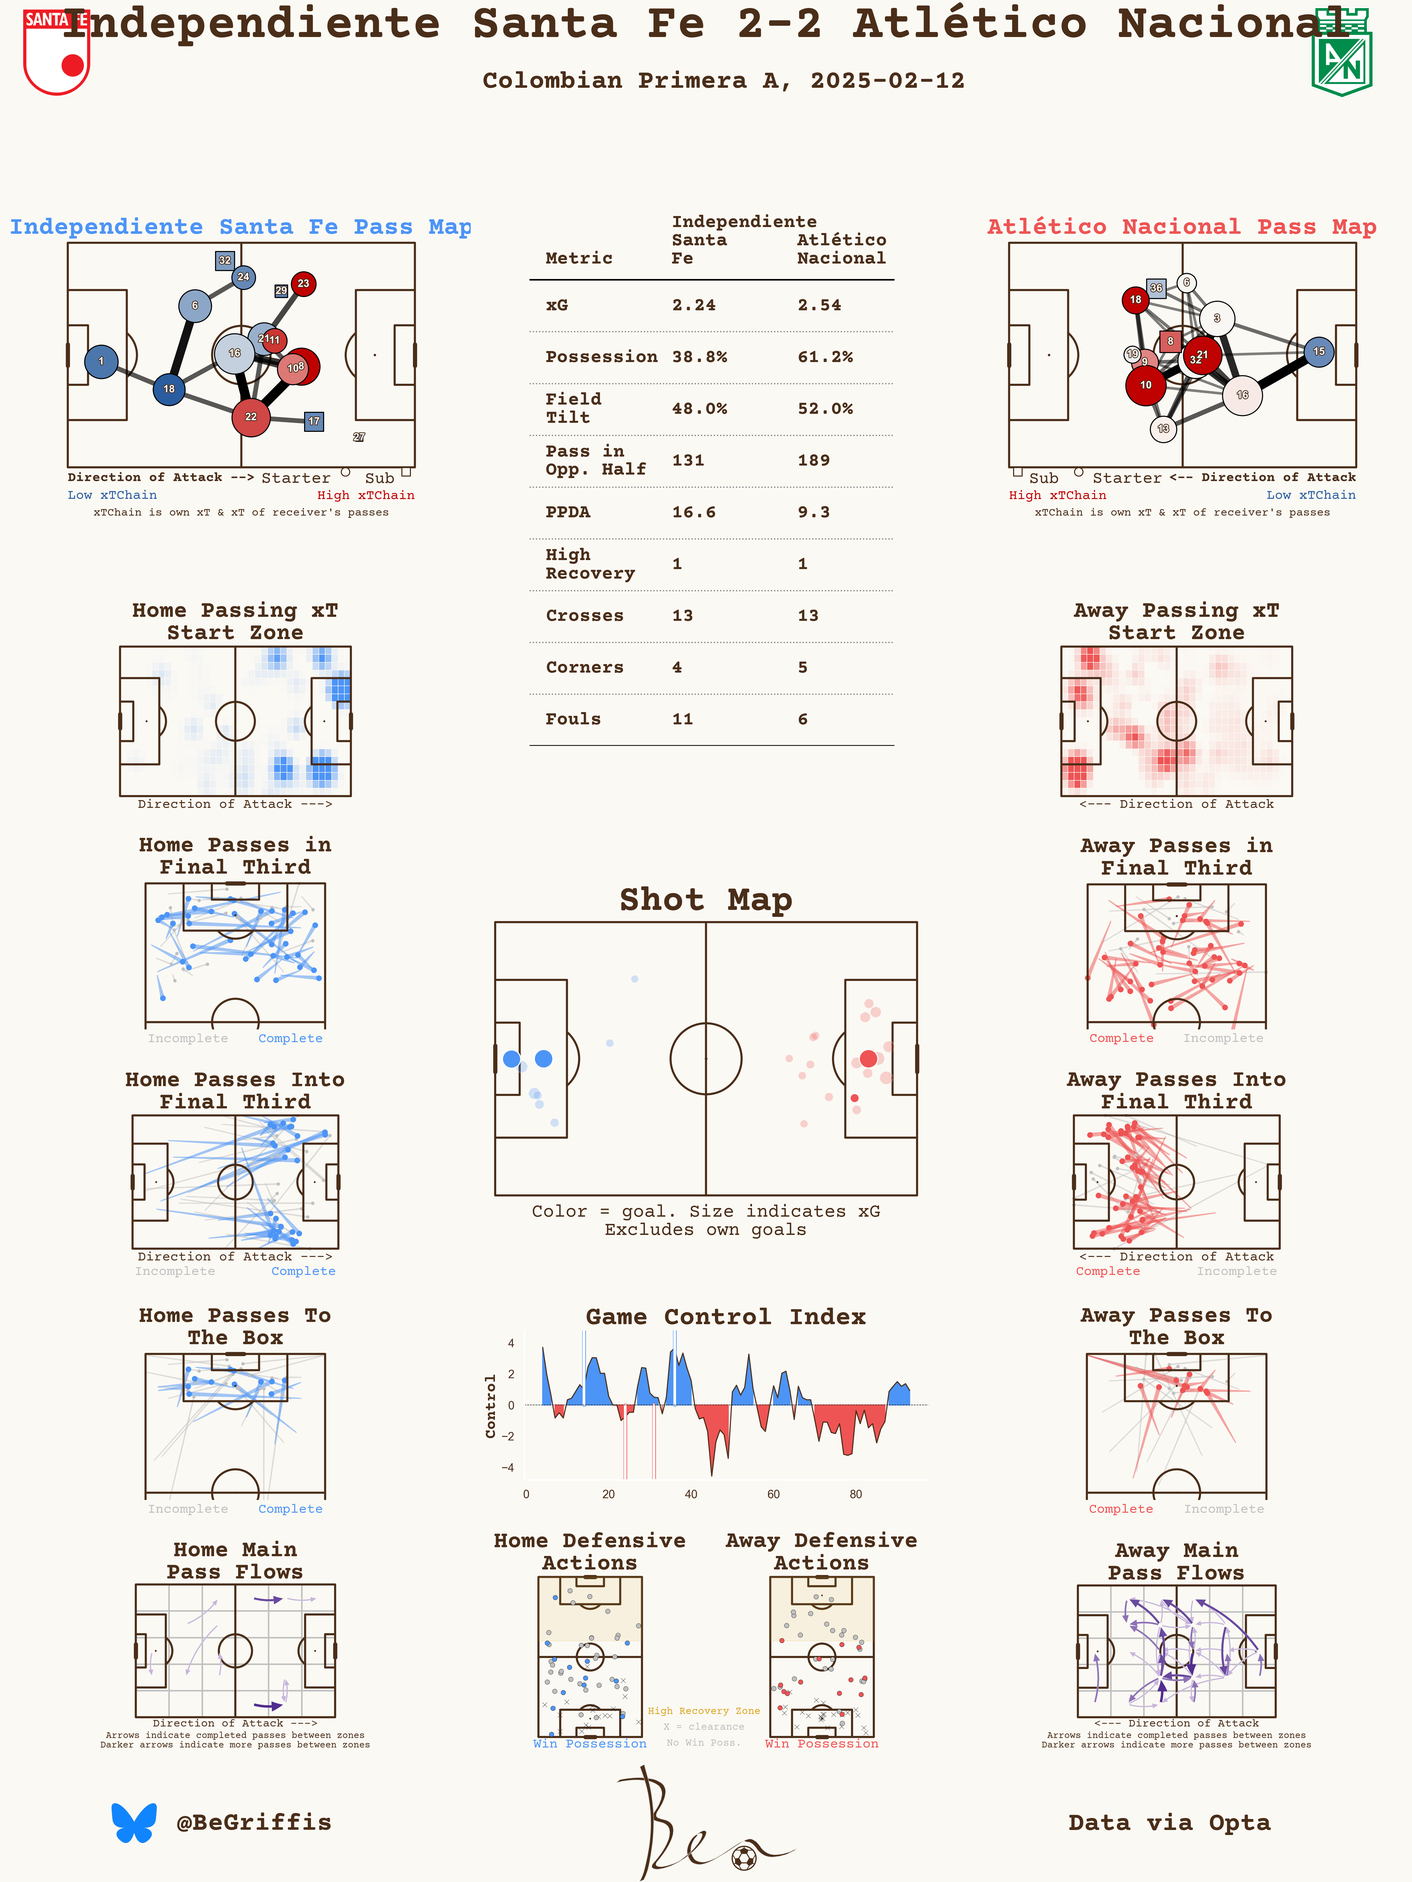 Independiente Santa Fe 2-2 Atlético Nacional
SANTA FE
AN
Colombian Primera A, 2025-02-12
Independiente Santa Fe Pass Map
32
24
23
29
6
21
11
16
1
10
8
18
22
17
27
Direction of Attack --> Starter Sub
Low xTChain High xTChain
xTChain is own xT & xT of receiver's passes
Independiente
Santa Atlético
Metric Fe Nacional
xG 2.24 2.54
Possession 38.8% 61.2%
Field
Tilt 48.0% 52.0%
Pass in
Opp. Half 131 189
PPDA 16.6 9.3
High
Recovery 1 1
Crosses 13 13
Corners 4 5
Fouls 11 6
Atlético Nacional Pass Map
36
6
18
3
8
19
9
32
21
15
10
16
13
Sub Starter <-- Direction of Attack
High xTChain Low xTChain
xTChain is own xT & xT of receiver's passes
Home Passing xT
Start Zone
Direction of Attack --->
Away Passing xT
Start Zone
<--- Direction of Attack
Home Passes in
Final Third
Incomplete Complete
Away Passes in
Final Third
Complete Incomplete
Shot Map
Color = goal. Size indicates xG
Excludes own goals
Home Passes Into
Final Third
Direction of Attack --->
Incomplete Complete
Away Passes Into
Final Third
<--- Direction of Attack
Complete Incomplete
Home Passes To
The Box
Incomplete Complete
Game Control Index
Control
4
2
0
−2
−4
0 20 40 60 80
Away Passes To
The Box
Complete Incomplete
Home Main
Pass Flows
Direction of Attack --->
Arrows indicate completed passes between zones
Darker arrows indicate more passes between zones
Home Defensive
Actions
Win Possession
High Recovery Zone
X = clearance
No Win Poss.
Away Defensive
Actions
Win Possession
Away Main
Pass Flows
<--- Direction of Attack
Arrows indicate completed passes between zones
Darker arrows indicate more passes between zones
@BeGriffis
Ben
Data via Opta